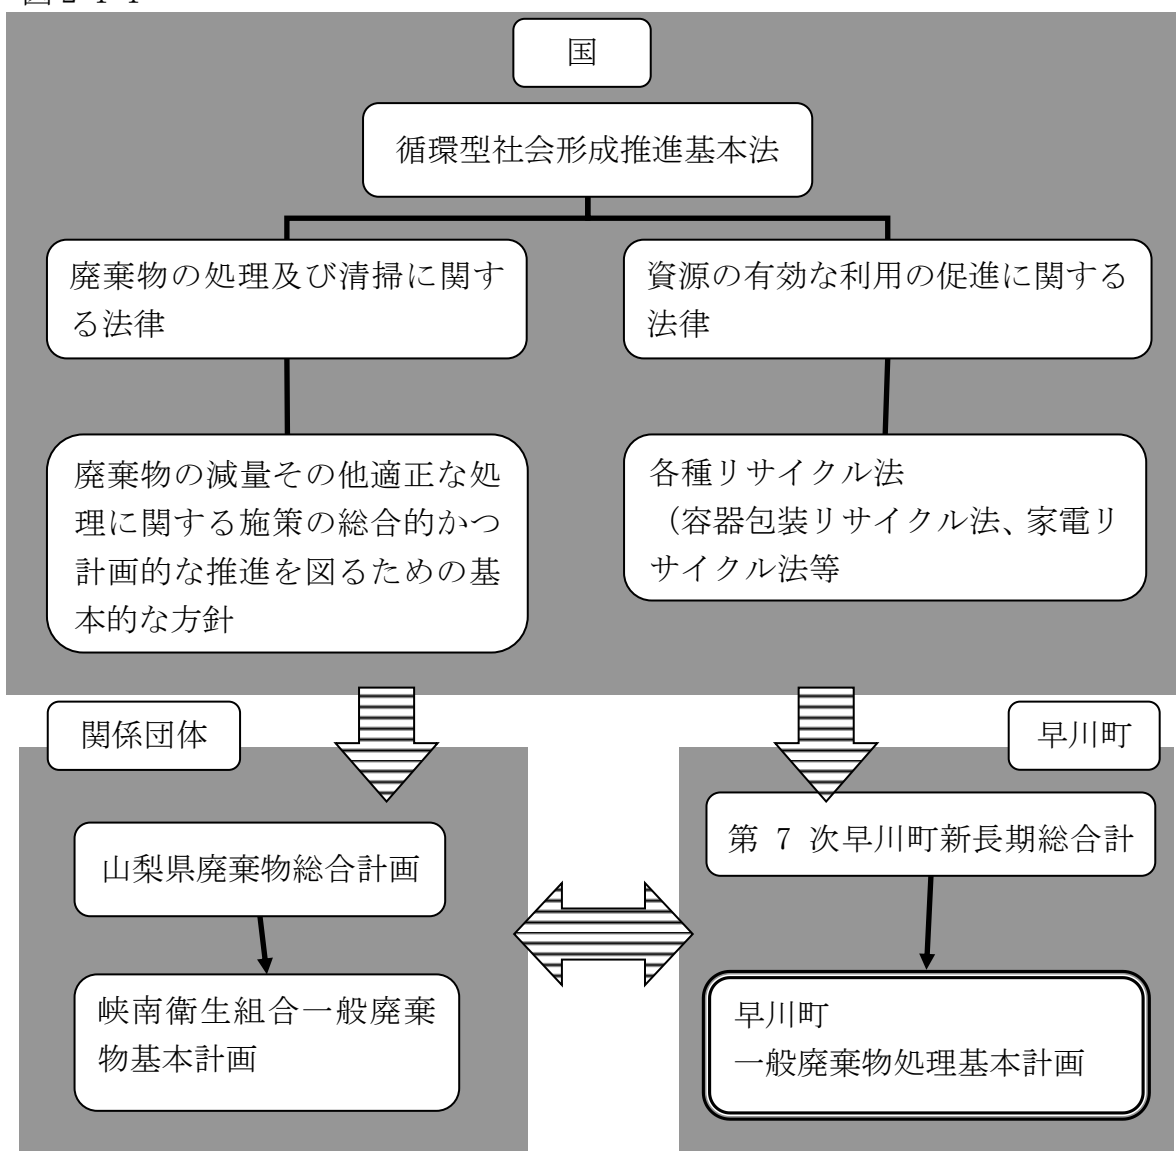 国
循環型社会形成推進基本法
廃棄物の処理及び清掃に関す
る法律
資源の有効な利用の促進に関する
法律
廃棄物の減量その他適正な処
理に関する施策の総合的かつ
計画的な推進を図るための基
本的な方針
各種リサイクル法
（容器包装リサイクル法、家電リ
サイクル法等
関係団体
早川町
山梨県廃棄物総合計画
第 7 次早川町新長期総合計
峡南衛生組合一般廃棄
物基本計画
早川町
一般廃棄物処理基本計画